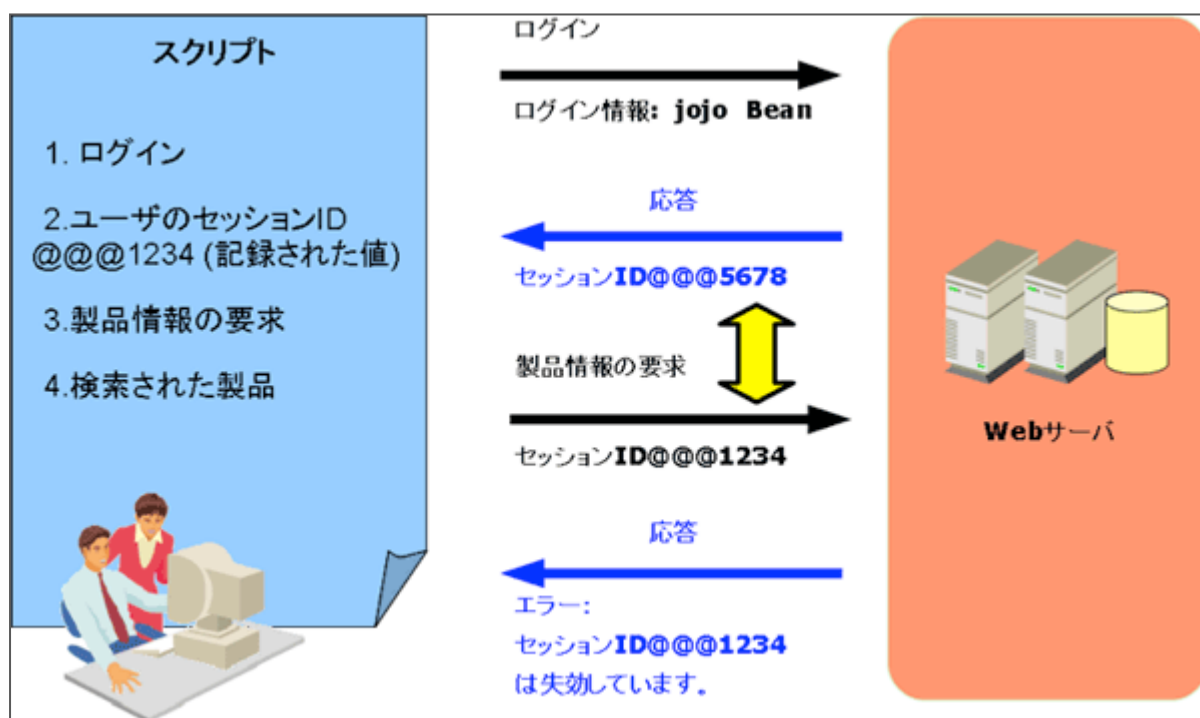 スクリプト
1. ログイン
2.ユーザのセッションID
@@@1234 (記録された値)
3.製品情報の要求
4.検索された製品
ログイン
ログイン情報: jojo Bean
応答
セッションID@@@5678
製品情報の要求
セッションID@@@1234
応答
エラー:
セッションID@@@1234
は失効しています。
Webサーバ